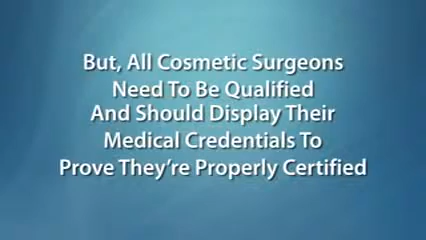 But, All Cosmetic Surgeons
Need To Be Qualified
And Should Display Their
Medical Credentials To
Prove They're Properly Certified